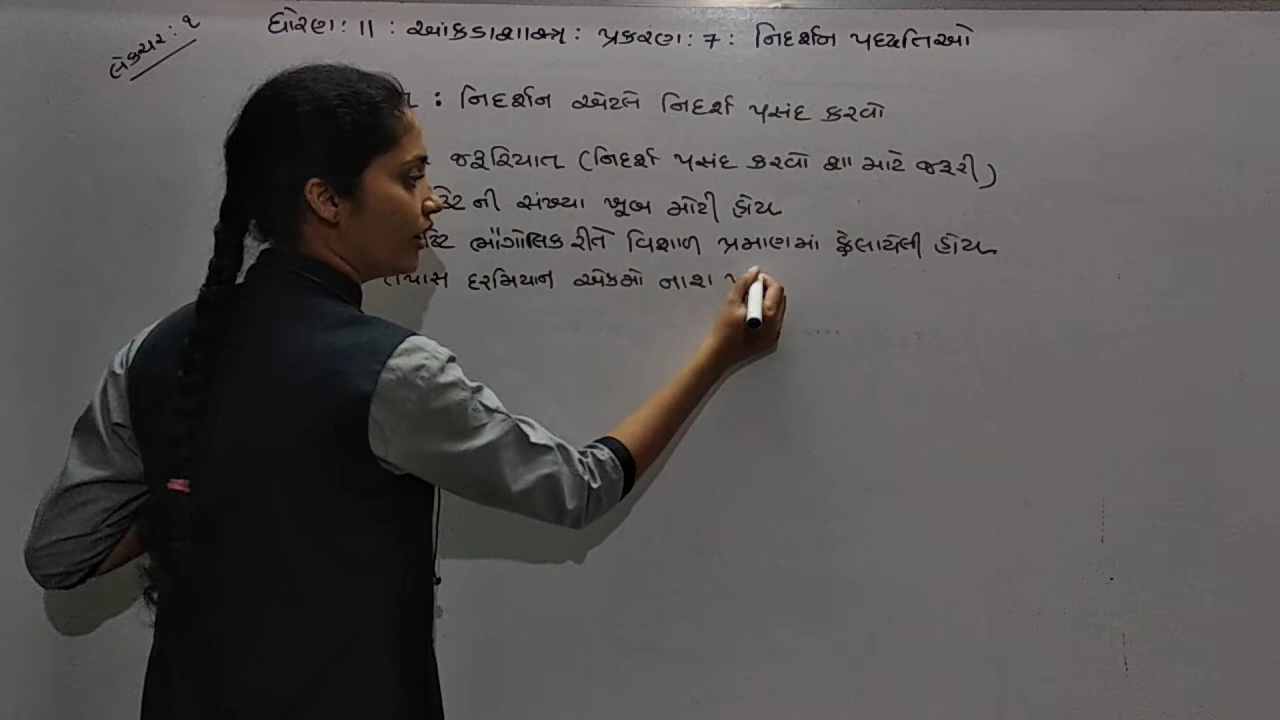 લેક્ચર : ૧
ધોરણ : 11 : આંકડાશાસ્ત્ર : પ્રકરણ : 7 : નિદર્શન પદ્ધતિઓ
: નિદર્શન એટલે નિદર્શ પસંદ કરવો
જરૂરિયાત (નિદર્શ પસંદ કરવો શા માટે જરૂરી)
ની સંખ્યા ખૂબ મોટી હોય
ભૌગોલિક રીતે વિશાળ પ્રમાણમાં ફેલાયેલી હોય
તપાસ દરમિયાન એકમો નાશ